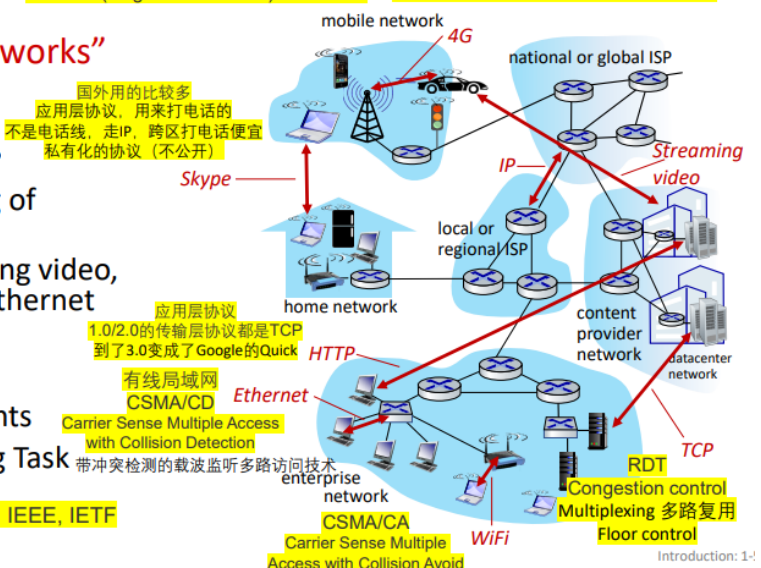 works”
国外用的比较多
应用层协议，用来打电话的
不是电话线，走IP，跨区打电话便宜
私有化的协议（不公开）
mobile network
4G
national or global ISP
Skype
IP
Streaming
video
of
local or
regional ISP
ng video,
thernet
home network
content
provider
network
datacenter
network
应用层协议
1.0/2.0的传输层协议都是TCP
到了3.0变成了Google的Quick
HTTP
有线局域网
CSMA/CD
Carrier Sense Multiple Access
with Collision Detection
带冲突检测的载波监听多路访问技术
Ethernet
nts
g Task
enterprise
network
IEEE, IETF
CSMA/CA
Carrier Sense Multiple
Access with Collision Avoid
WiFi
TCP
RDT
Congestion control
Multiplexing 多路复用
Floor control
Introduction: 1-